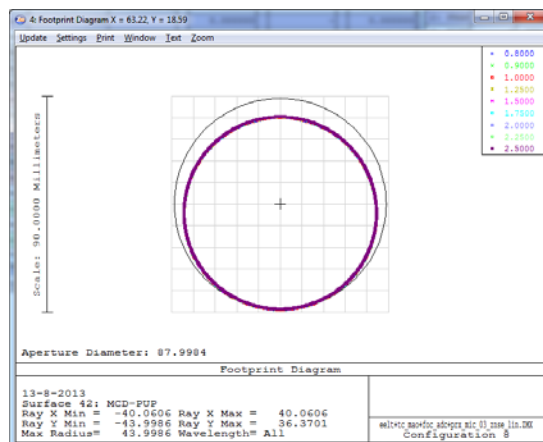 4: Footprint Diagram X = 63.22, Y = 18.59
Update Settings Print Window Text Zoom
0.8000
0.9000
1.0000
1.2500
1.5000
1.7500
2.0000
2.2500
2.5000
Scale: 90.0000 Millimeters
Aperture Diameter: 87.9984
Footprint Diagram
13-8-2013
Surface 42: MCD-PUP
Ray X Min = -40.0606 Ray X Max = 40.0606
Ray Y Min = -43.9986 Ray Y Max = 36.3701
Max Radius= 43.9986 Wavelength= All
Configuration 8